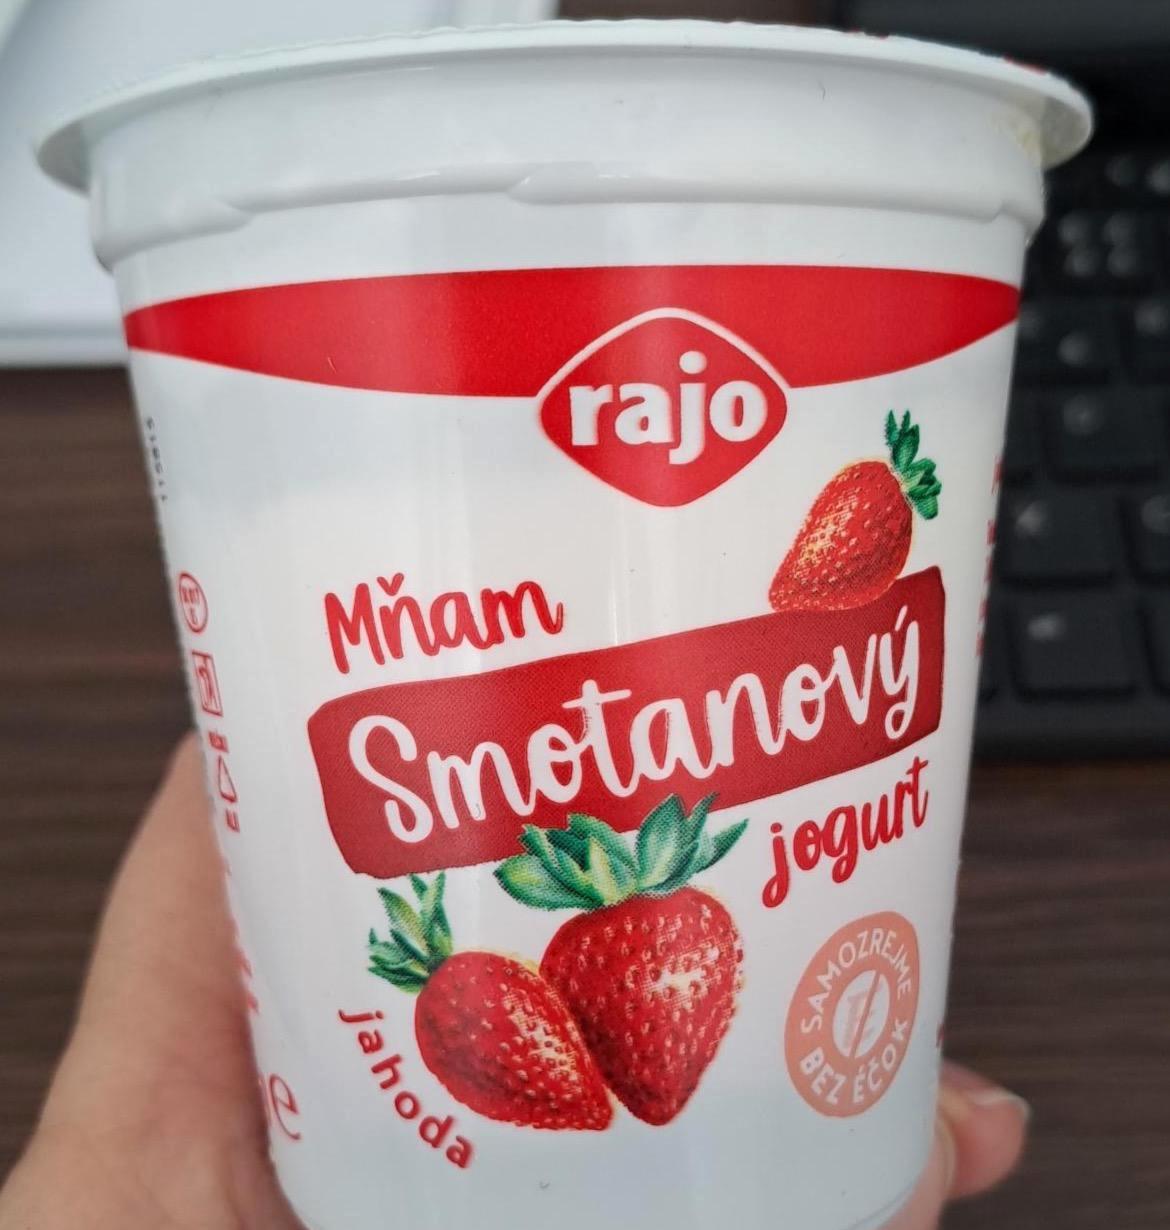 rajo
Mňam
Smotanový
jogurt
jahoda
SAMOZREJME
BEZ ÉČOK